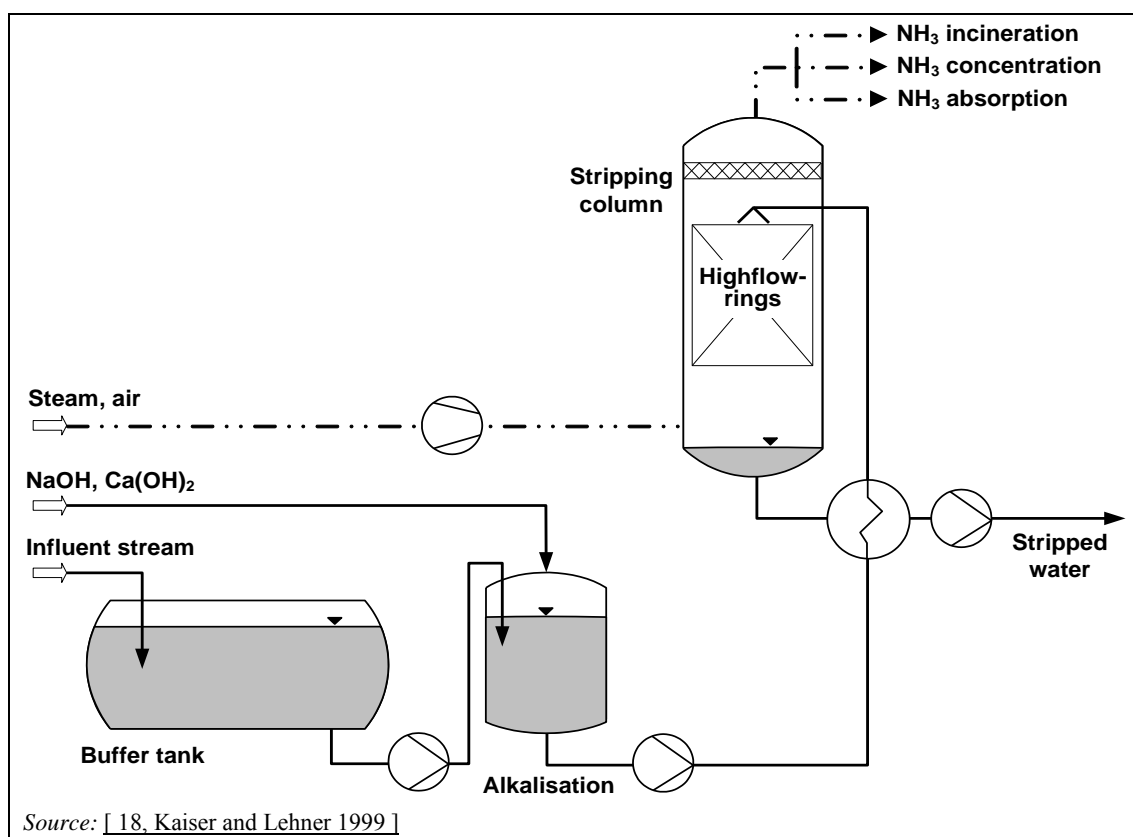 NH₃ incineration
NH₃ concentration
NH₃ absorption
Stripping
column
Highflow-
rings
Steam, air
NaOH, Ca(OH)₂
Influent stream
Stripped
water
Buffer tank
Alkalisation
Source: [ 18, Kaiser and Lehner 1999 ]